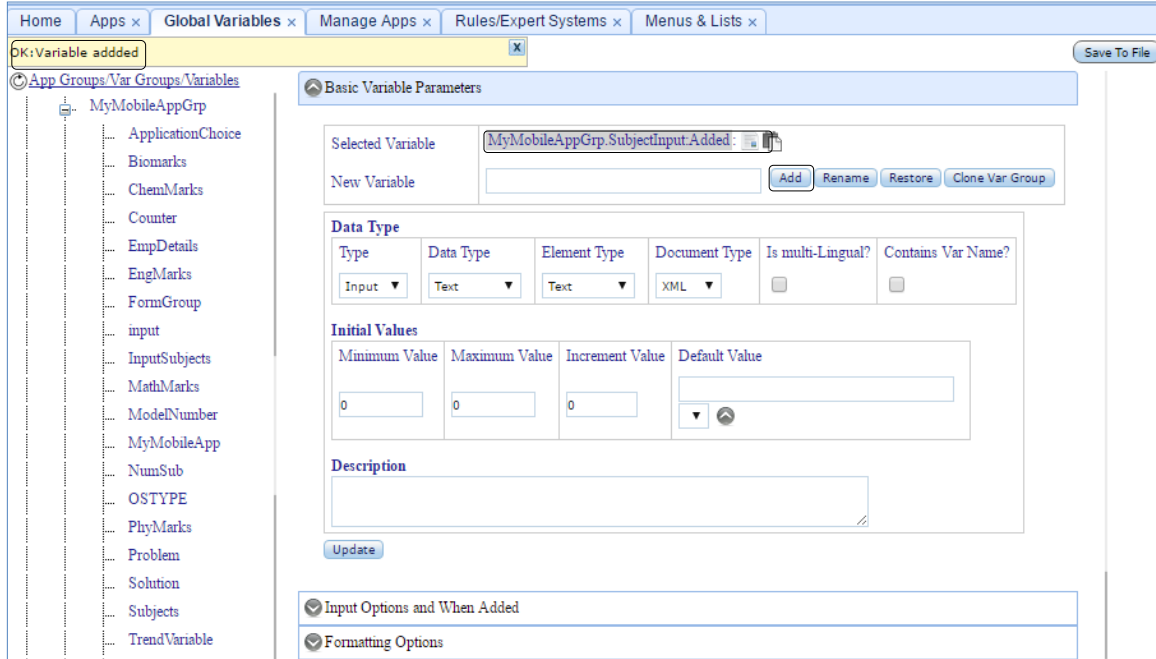 Home Apps x Global Variables x Manage Apps x Rules/Expert Systems x Menus & Lists x
OK:Variable addded X
Save To File
App Groups/Var Groups/Variables
MyMobileAppGrp
ApplicationChoice
Biomarks
ChemMarks
Counter
EmpDetails
EngMarks
FormGroup
input
InputSubjects
MathMarks
ModelNumber
MyMobileApp
NumSub
OSTYPE
PhyMarks
Problem
Solution
Subjects
TrendVariable
Basic Variable Parameters
Selected Variable MyMobileAppGrp.SubjectInput:Added :
New Variable Add Rename Restore Clone Var Group
Data Type
Type Data Type Element Type Document Type Is multi-Lingual? Contains Var Name?
Input Text Text XML
Initial Values
Minimum Value Maximum Value Increment Value Default Value
0 0 0
Description
Update
Input Options and When Added
Formatting Options